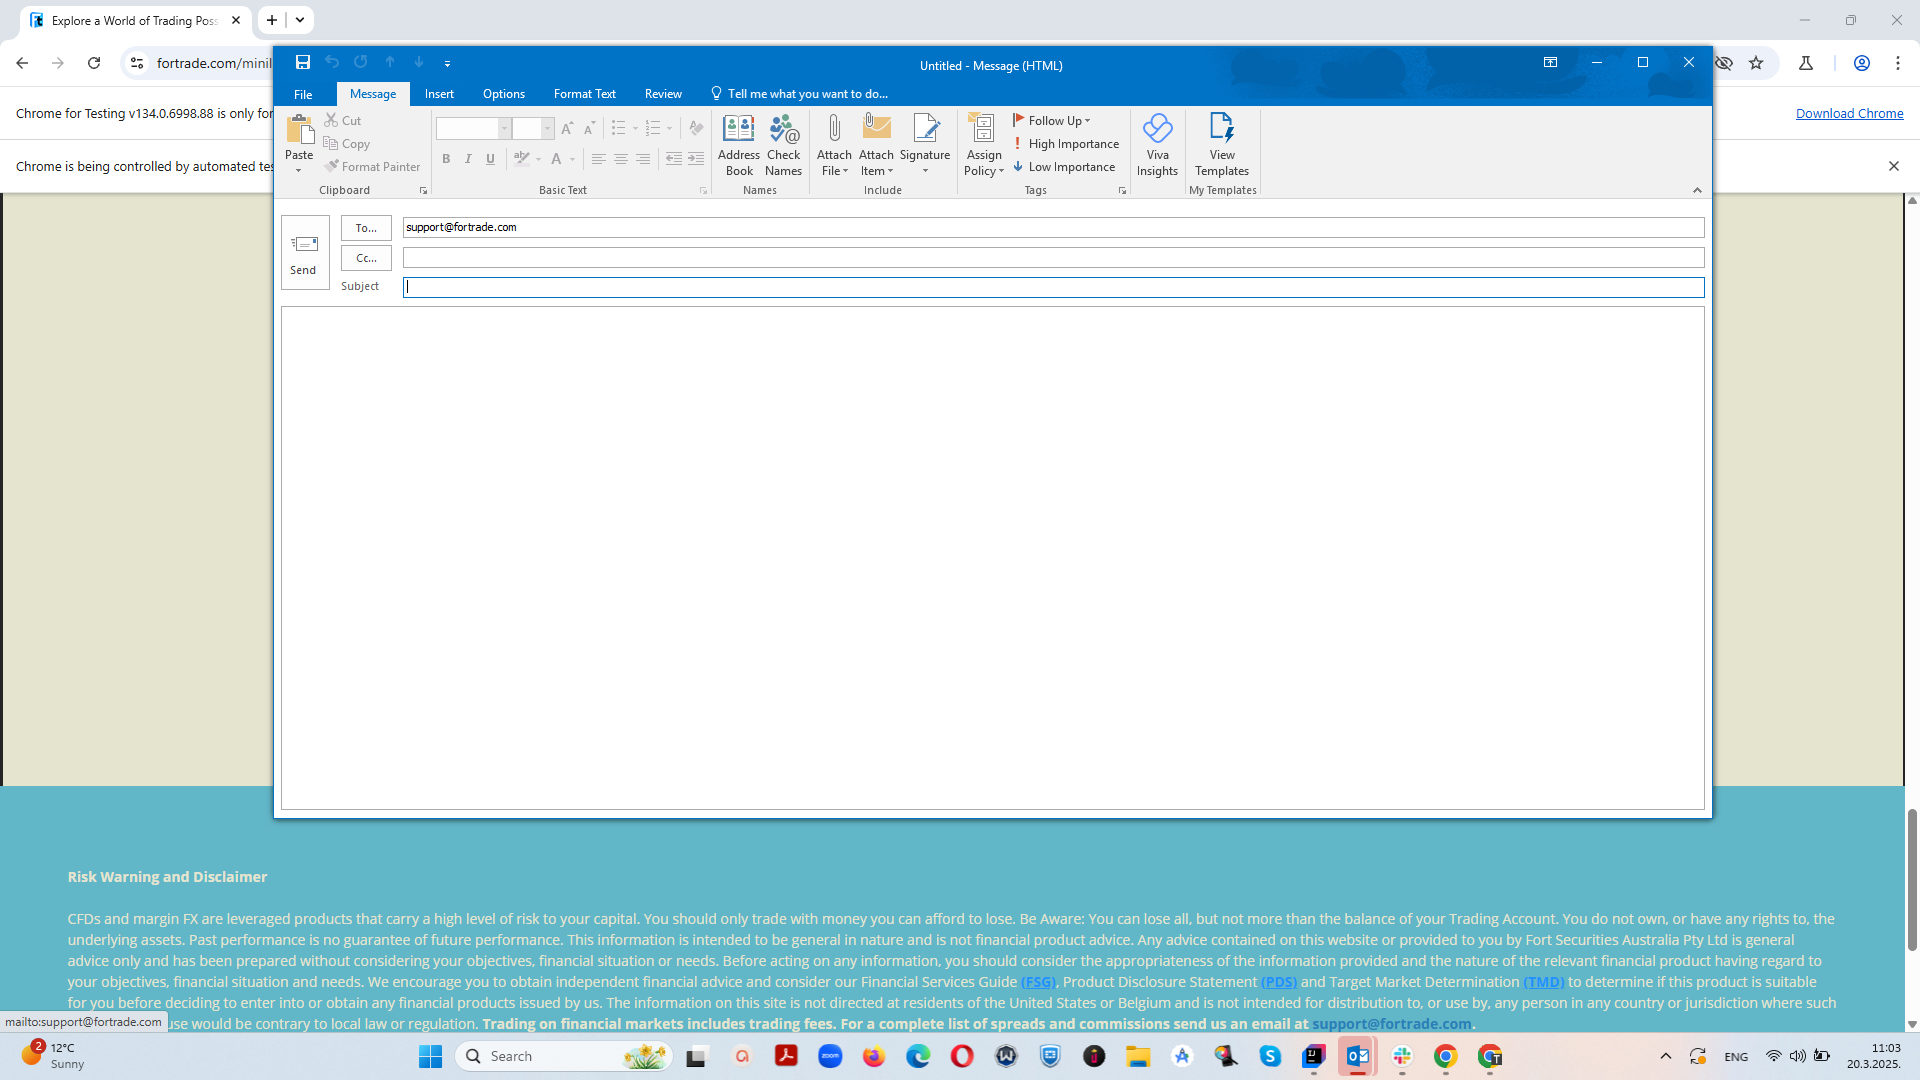 Explore a World of Trading Poss
fortrade.com/minil
Chrome for Testing v134.0.6998.88 is only for
Download Chrome
Chrome is being controlled by automated tes
Untitled - Message (HTML)
File Message Insert Options Format Text Review Tell me what you want to do...
Paste
Cut
Copy
Format Painter
Clipboard
B I U
A
Basic Text
Address Book
Check Names
Names
Attach File
Attach Item
Signature
Include
Assign Policy
Follow Up
High Importance
Low Importance
Tags
Viva Insights
View Templates
My Templates
Send
To... support@fortrade.com
Cc...
Subject
Risk Warning and Disclaimer
CFDs and margin FX are leveraged products that carry a high level of risk to your capital. You should only trade with money you can afford to lose. Be Aware: You can lose all, but not more than the balance of your Trading Account. You do not own, or have any rights to, the
underlying assets. Past performance is no guarantee of future performance. This information is intended to be general in nature and is not financial product advice. Any advice contained on this website or provided to you by Fort Securities Australia Pty Ltd is general
advice only and has been prepared without considering your objectives, financial situation or needs. Before acting on any information, you should consider the appropriateness of the information provided and the nature of the relevant financial product having regard to
your objectives, financial situation and needs. We encourage you to obtain independent financial advice and consider our Financial Services Guide (FSG), Product Disclosure Statement (PDS) and Target Market Determination (TMD) to determine if this product is suitable
for you before deciding to enter into or obtain any financial products issued by us. The information on this site is not directed at residents of the United States or Belgium and is not intended for distribution to, or use by, any person in any country or jurisdiction where such
use would be contrary to local law or regulation. Trading on financial markets includes trading fees. For a complete list of spreads and commissions send us an email at support@fortrade.com.
mailto:support@fortrade.com
2
12°C
Sunny
Search
zoom
ENG
11:03
20.3.2025.